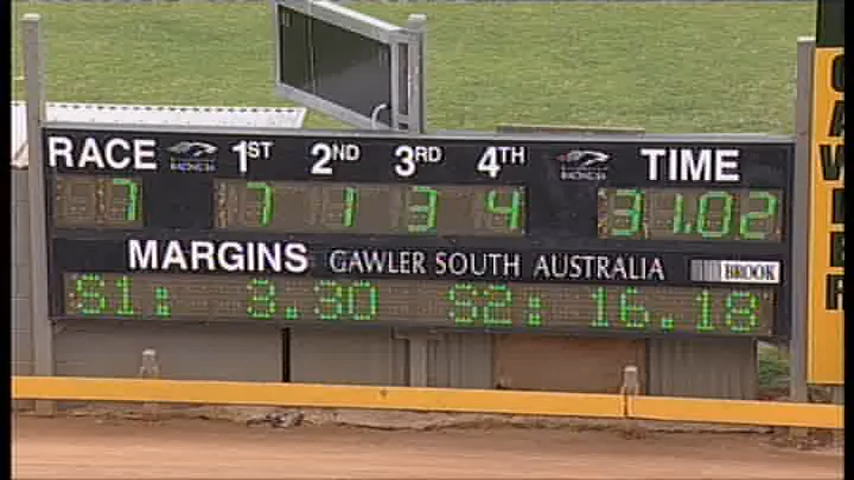 RACE 1ST 2ND 3RD 4TH TIME
7 7 1 3 4 31.02
MARGINS GAWLER SOUTH AUSTRALIA BROOK
S1: 3.30 S2: 16.18
GAWLER